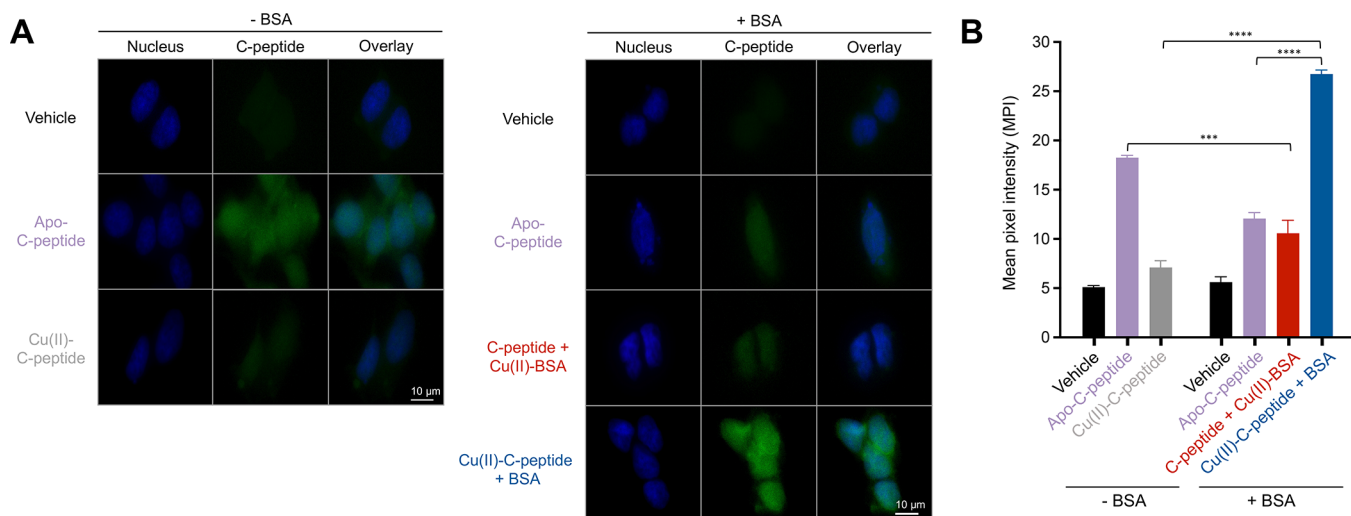 A
- BSA
Nucleus
C-peptide
Overlay
Vehicle
Apo-
C-peptide
Cu(II)-
C-peptide
10 µm
+ BSA
Nucleus
C-peptide
Overlay
Vehicle
Apo-
C-peptide
C-peptide +
Cu(II)-BSA
Cu(II)-C-peptide
+ BSA
10 µm
B
Mean pixel intensity (MPI)
30
25
20
15
10
5
0
****
****
***
Vehicle
Apo-C-peptide
Cu(II)-C-peptide
Vehicle
Apo-C-peptide
C-peptide + Cu(II)-BSA
Cu(II)-C-peptide + BSA
- BSA
+ BSA